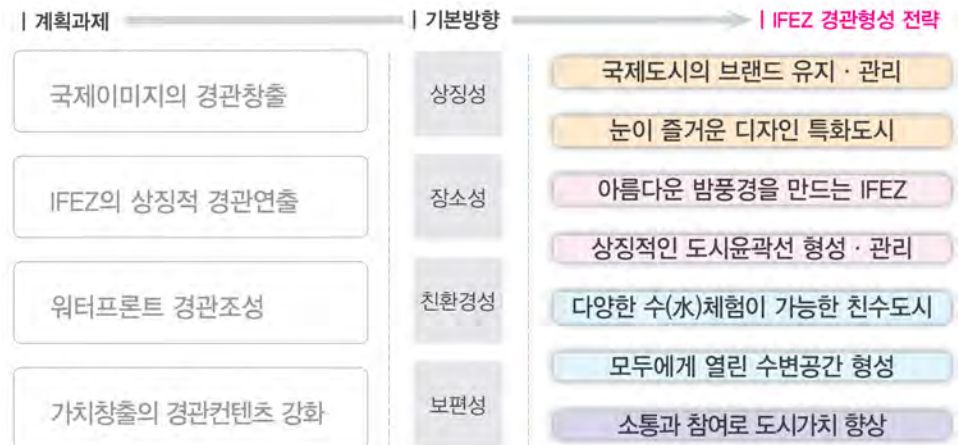 | 계획과제
| 기본방향
| IFEZ 경관형성 전략
국제이미지의 경관창출
IFEZ의 상징적 경관연출
워터프론트 경관조성
가치창출의 경관컨텐츠 강화
상징성
장소성
친환경성
보편성
국제도시의 브랜드 유지 · 관리
눈이 즐거운 디자인 특화도시
아름다운 밤풍경을 만드는 IFEZ
상징적인 도시윤곽선 형성 · 관리
다양한 수(水)체험이 가능한 친수도시
모두에게 열린 수변공간 형성
소통과 참여로 도시가치 향상